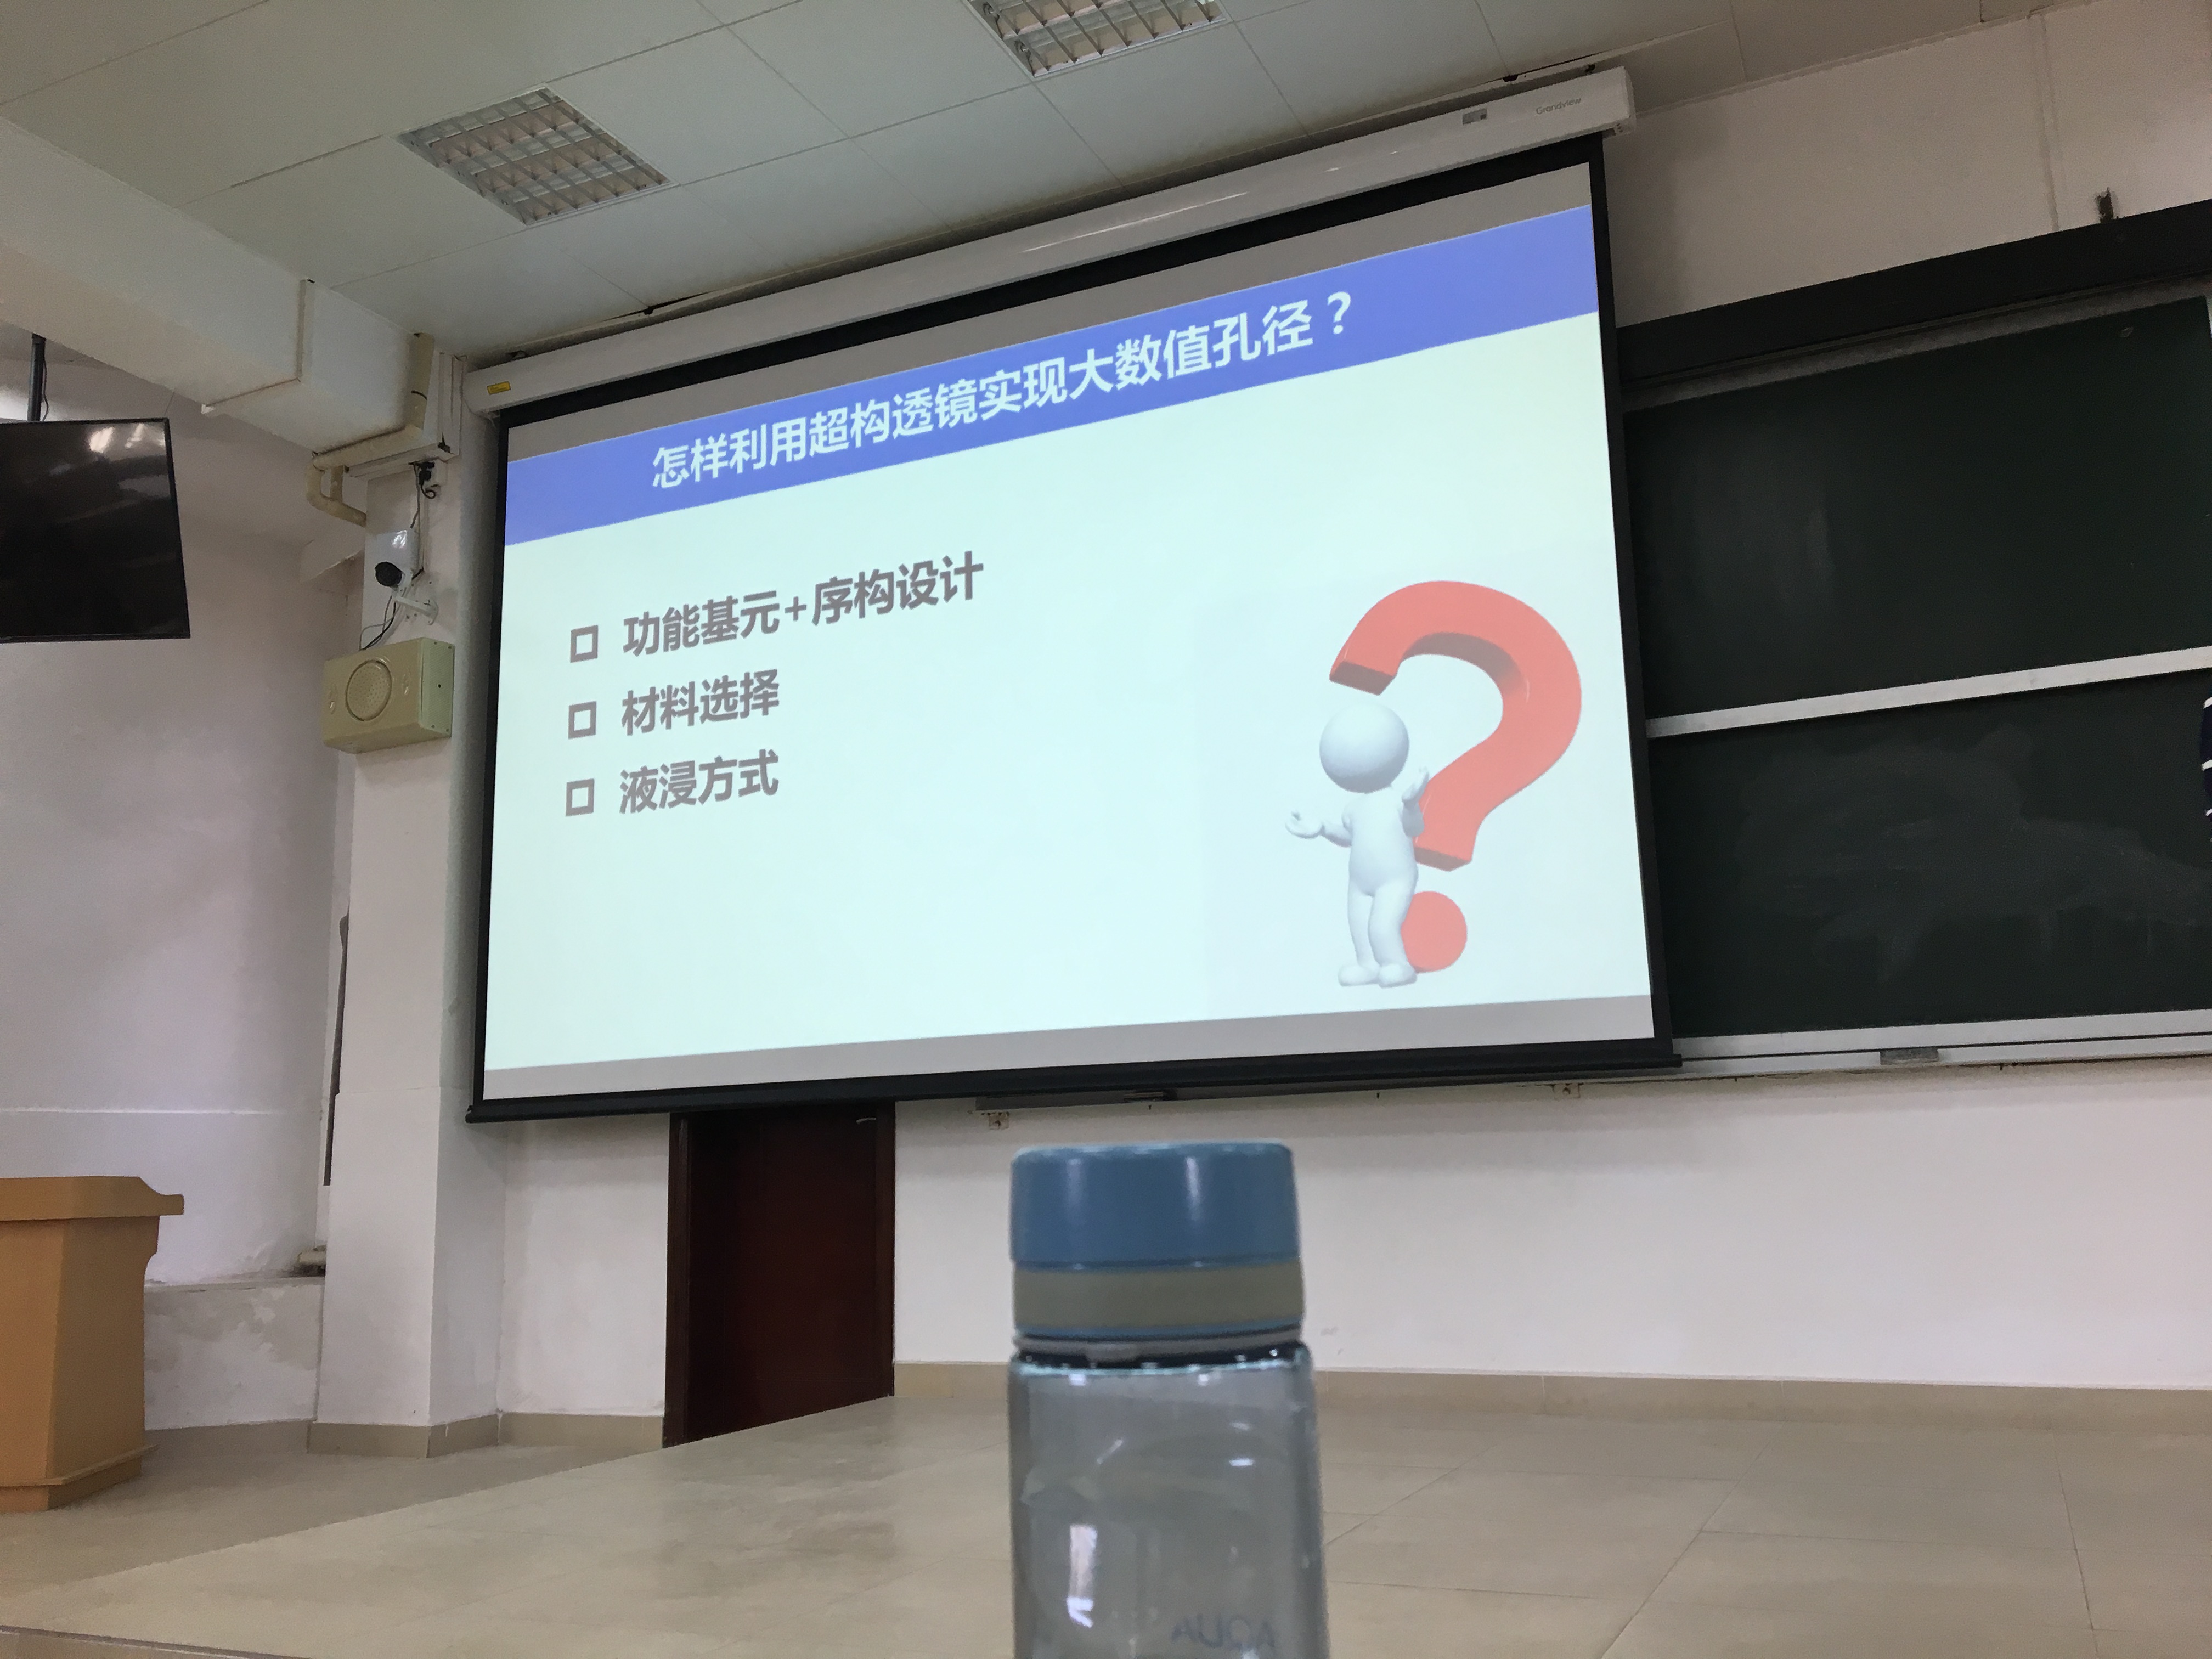 Grandview
怎样利用超构透镜实现大数值孔径？
功能基元+序构设计
材料选择
液浸方式
AQUA